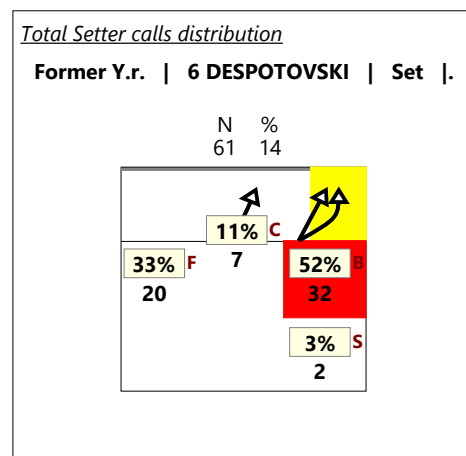 Total Setter calls distribution
Former Y.r. | 6 DESPOTOVSKI | Set |.
N %
61 14
11% C
7
33% F
20
52% B
32
3% S
2